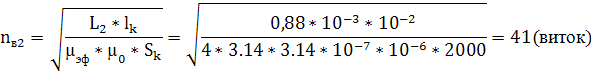 n_в2 = √((L_2 * l_k) / (μ_эф * μ_0 * S_k)) = √((0,88 * 10^−3 * 10^−2) / (4 * 3.14 * 3.14 * 10^−7 * 10^−6 * 2000)) = 41(виток)